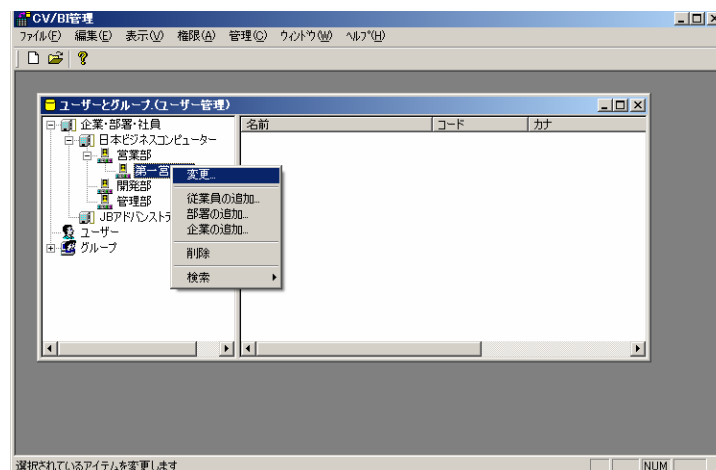 CV/BI管理
ファイル(F) 編集(E) 表示(V) 権限(A) 管理(C) ウィンドウ(W) ヘルプ(H)
ユーザーとグループ.(ユーザー管理)
企業・部署・社員
日本ビジネスコンピューター
営業部
第一営
開発部
管理部
JBアドバンスト
ユーザー
グループ
名前 コード カナ
変更...
従業員の追加...
部署の追加...
企業の追加...
削除
検索
選択されているアイテムを変更します
NUM